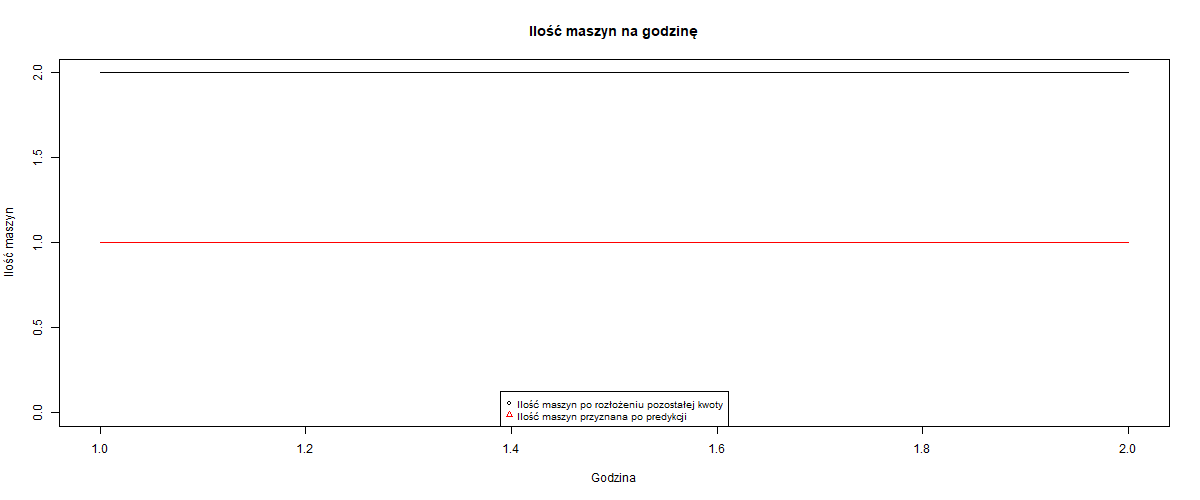 Ilość maszyn na godzinę
Ilość maszyn
2.0
1.5
1.0
0.5
0.0
Ilość maszyn po rozłożeniu pozostałej kwoty
Ilość maszyn przyznana po predykcji
1.0 1.2 1.4 1.6 1.8 2.0
Godzina